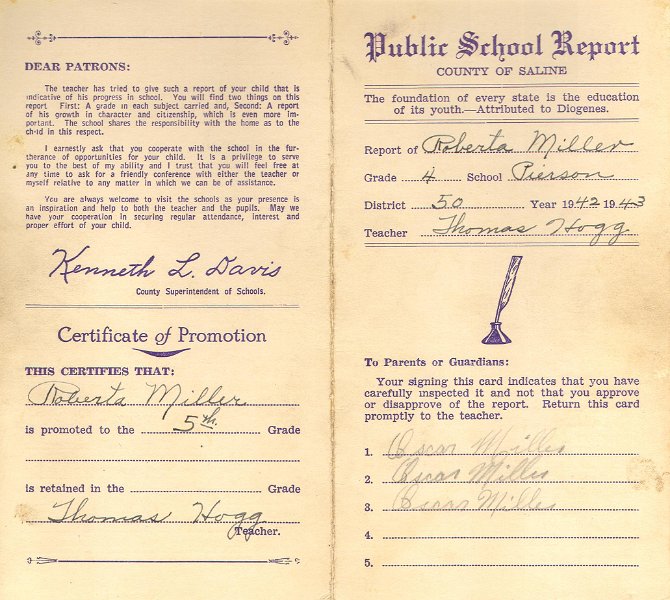 DEAR PATRONS:
The teacher has tried to give such a report of your child that is
indicative of his progress in school. You will find two things on this
report First: A grade in each subject carried and, Second: A report
of his growth in character and citizenship, which is even more im-
portant. The school shares the responsibility with the home as to the
child in this respect.
I earnestly ask that you cooperate with the school in the fur-
therance of opportunities for your child. It is a privilege to serve
you to the best of my ability and I trust that you will feel free at
any time to ask for a friendly conference with either the teacher or
myself relative to any matter in which we can be of assistance.
You are always welcome to visit the schools as your presence is
an inspiration and help to both the teacher and the pupils. May we
have your cooperation in securing regular attendance, interest and
proper effort of your child.
Kenneth L. Davis
County Superintendent of Schools.
Certificate of Promotion
THIS CERTIFIES THAT:
Roberta Miller
is promoted to the 5th Grade
is retained in the Grade
Thomas Hogg
Teacher.
Public School Report
COUNTY OF SALINE
The foundation of every state is the education
of its youth.—Attributed to Diogenes.
Report of Roberta Miller
Grade 4 School Pierson
District 50 Year 1942 1943
Teacher Thomas Hogg
To Parents or Guardians:
Your signing this card indicates that you have
carefully inspected it and not that you approve
or disapprove of the report. Return this card
promptly to the teacher.
1. Oscar Miller
2. Oscar Miller
3. Oscar Miller
4.
5.